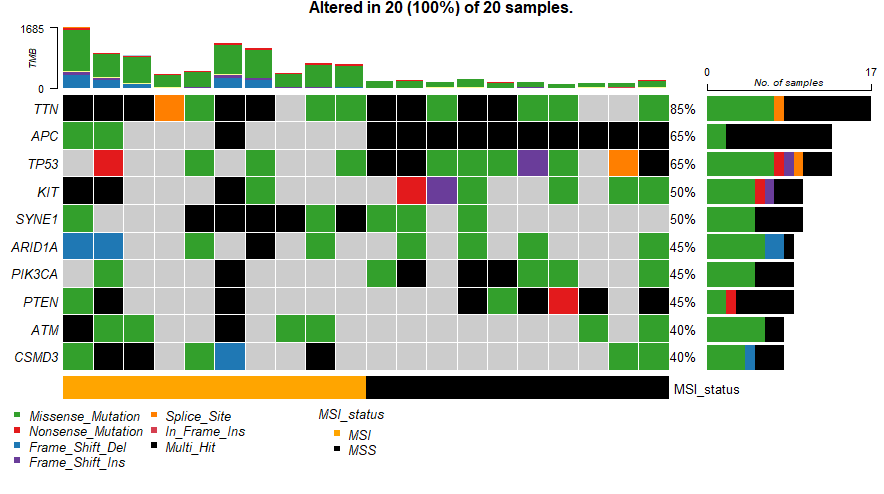 Altered in 20 (100%) of 20 samples.
1685
TMB
0
0
17
No. of samples
TTN
85%
APC
65%
TP53
65%
KIT
50%
SYNE1
50%
ARID1A
45%
PIK3CA
45%
PTEN
45%
ATM
40%
CSMD3
40%
MSI_status
Missense_Mutation
Nonsense_Mutation
Frame_Shift_Del
Frame_Shift_Ins
Splice_Site
In_Frame_Ins
Multi_Hit
MSI_status
MSI
MSS